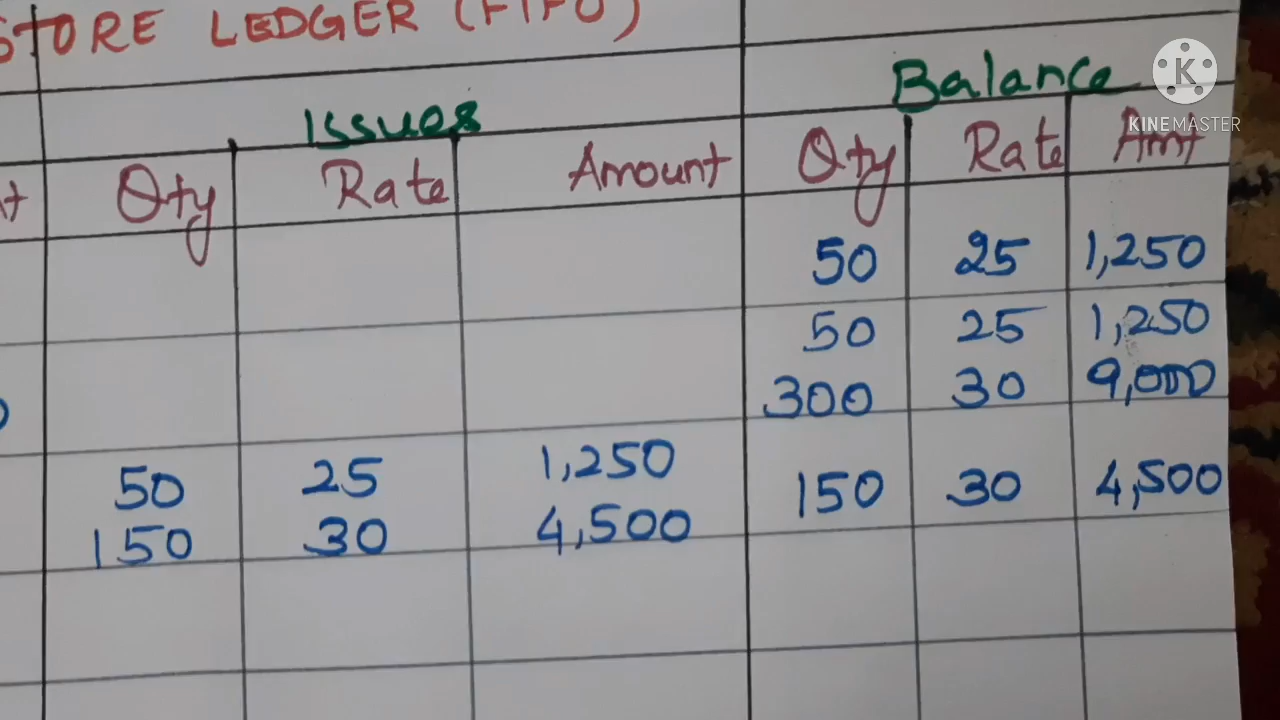 STORE LEDGER (FIFO)
Issues
Balance
Qty Rate Amount Qty Rate Amt
50 25 1,250
50 25 1,250
300 30 9,000
50 25 1,250
150 30 4,500
150 30 4,500
K
KINEMASTER